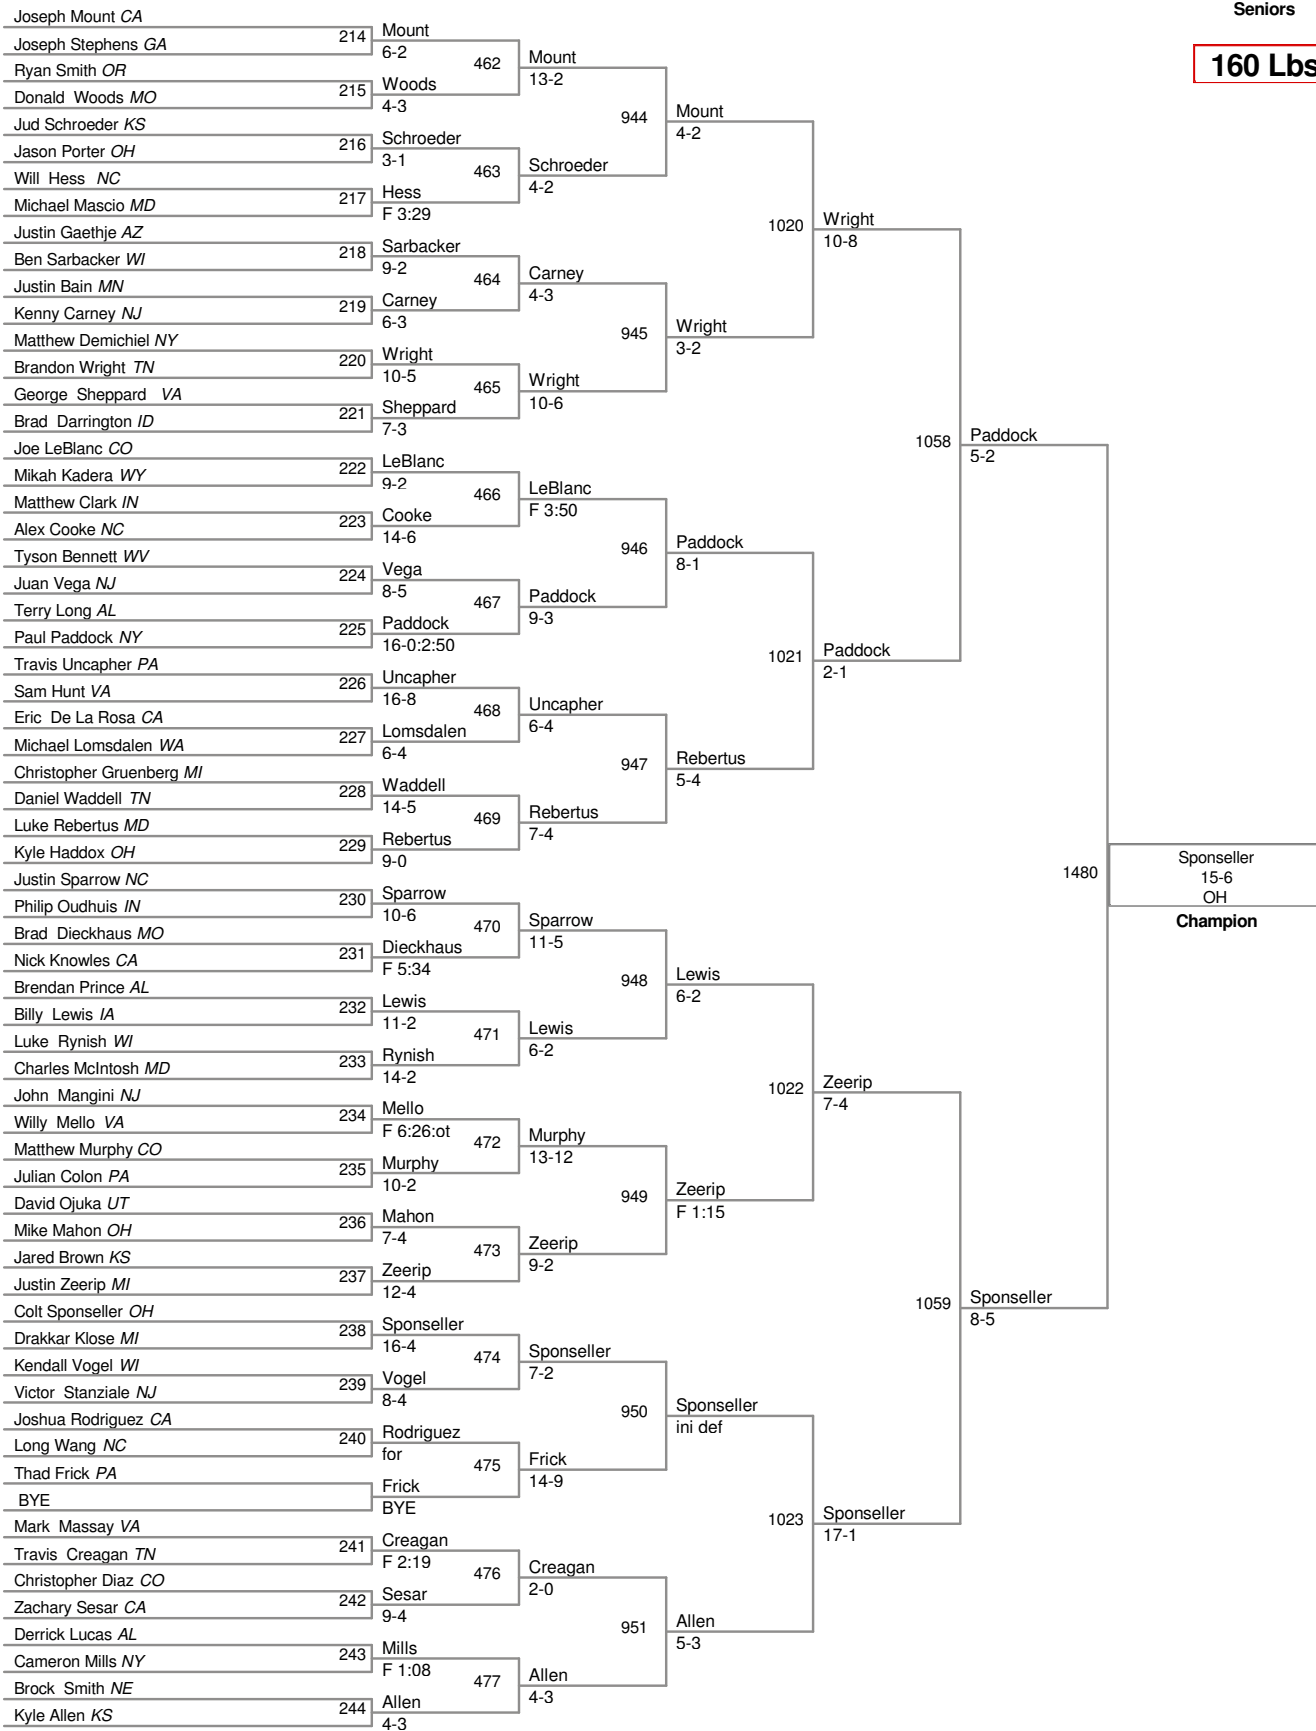 Seniors
160 Lbs
Joseph Mount CA
Joseph Stephens GA
Ryan Smith OR
Donald Woods MO
Jud Schroeder KS
Jason Porter OH
Will Hess NC
Michael Mascio MD
Justin Gaethje AZ
Ben Sarbacker WI
Justin Bain MN
Kenny Carney NJ
Matthew Demichiel NY
Brandon Wright TN
George Sheppard VA
Brad Darrington ID
Joe LeBlanc CO
Mikah Kadera WY
Matthew Clark IN
Alex Cooke NC
Tyson Bennett WV
Juan Vega NJ
Terry Long AL
Paul Paddock NY
Travis Uncapher PA
Sam Hunt VA
Eric De La Rosa CA
Michael Lomsdalen WA
Christopher Gruenberg MI
Daniel Waddell TN
Luke Rebertus MD
Kyle Haddox OH
Justin Sparrow NC
Philip Oudhuis IN
Brad Dieckhaus MO
Nick Knowles CA
Brendan Prince AL
Billy Lewis IA
Luke Rynish WI
Charles McIntosh MD
John Mangini NJ
Willy Mello VA
Matthew Murphy CO
Julian Colon PA
David Ojuka UT
Mike Mahon OH
Jared Brown KS
Justin Zeerip MI
Colt Sponseller OH
Drakkar Klose MI
Kendall Vogel WI
Victor Stanziale NJ
Joshua Rodriguez CA
Long Wang NC
Thad Frick PA
BYE
Mark Massay VA
Travis Creagan TN
Christopher Diaz CO
Zachary Sesar CA
Derrick Lucas AL
Cameron Mills NY
Brock Smith NE
Kyle Allen KS
214 Mount
6-2
215 Woods
4-3
216 Schroeder
3-1
217 Hess
F 3:29
218 Sarbacker
9-2
219 Carney
6-3
220 Wright
10-5
221 Sheppard
7-3
222 LeBlanc
9-2
223 Cooke
14-6
224 Vega
8-5
225 Paddock
16-0:2:50
226 Uncapher
16-8
227 Lomsdalen
6-4
228 Waddell
14-5
229 Rebertus
9-0
230 Sparrow
10-6
231 Dieckhaus
F 5:34
232 Lewis
11-2
233 Rynish
14-2
234 Mello
F 6:26:ot
235 Murphy
10-2
236 Mahon
7-4
237 Zeerip
12-4
238 Sponseller
16-4
239 Vogel
8-4
240 Rodriguez
for
Frick
BYE
241 Creagan
F 2:19
242 Sesar
9-4
243 Mills
F 1:08
244 Allen
4-3
462 Mount
13-2
463 Schroeder
4-2
464 Carney
4-3
465 Wright
10-6
466 LeBlanc
F 3:50
467 Paddock
9-3
468 Uncapher
6-4
469 Rebertus
7-4
470 Sparrow
11-5
471 Lewis
6-2
472 Murphy
13-12
473 Zeerip
9-2
474 Sponseller
7-2
475 Frick
14-9
476 Creagan
2-0
477 Allen
4-3
944 Mount
4-2
945 Wright
3-2
946 Paddock
8-1
947 Rebertus
5-4
948 Lewis
6-2
949 Zeerip
F 1:15
950 Sponseller
ini def
951 Allen
5-3
1020 Wright
10-8
1021 Paddock
2-1
1022 Zeerip
7-4
1023 Sponseller
17-1
1058 Paddock
5-2
1059 Sponseller
8-5
1480 Sponseller
15-6
OH
Champion